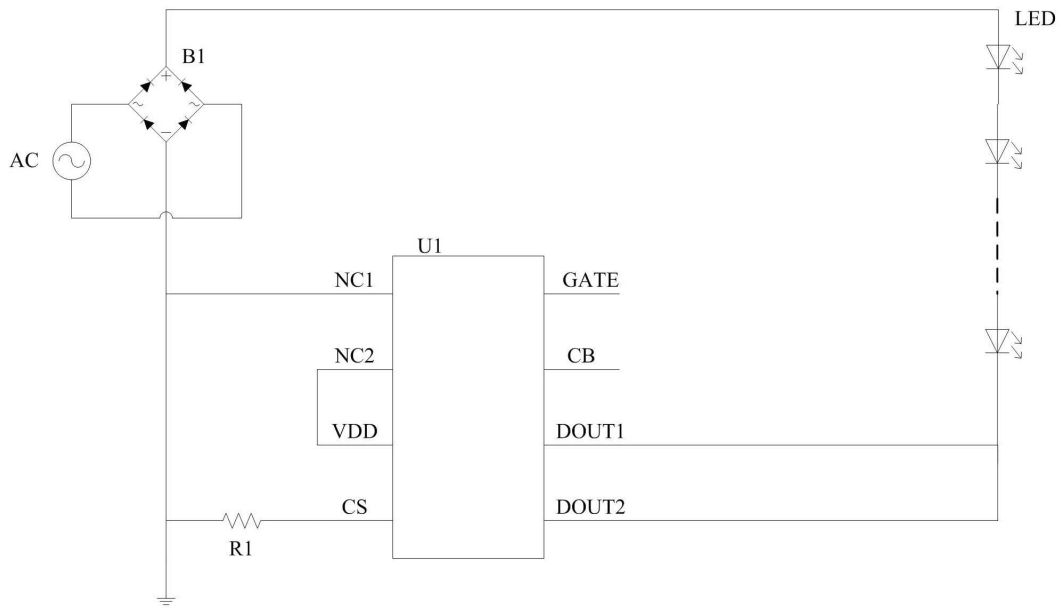 LED
B1
AC
U1
NC1
GATE
NC2
CB
VDD
DOUT1
CS
DOUT2
R1